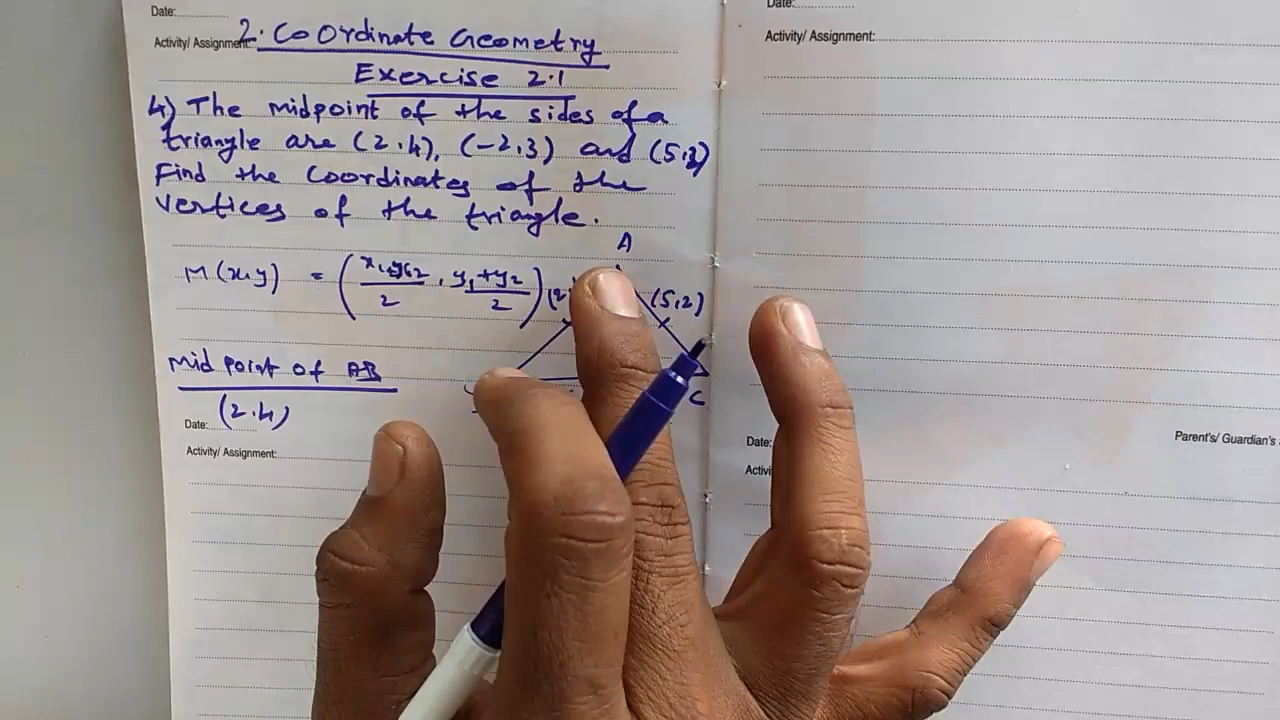 Date:
2. Coordinate Geometry
Activity/ Assignment:
Exercise 2.1
4) The midpoint of the sides of a
triangle are (2.4), (-2,3) and (5,2)
Find the coordinates of the
vertices of the triangle.
A
M(x,y) = ( , y₁+y₂ / 2 )
(2
(5,2)
Mid point of AB
C
(2.4)
Date:
Activity/ Assignment:
Date:
Activity/ Assignment:
Parent's/ Guardian's
Date:
Activi